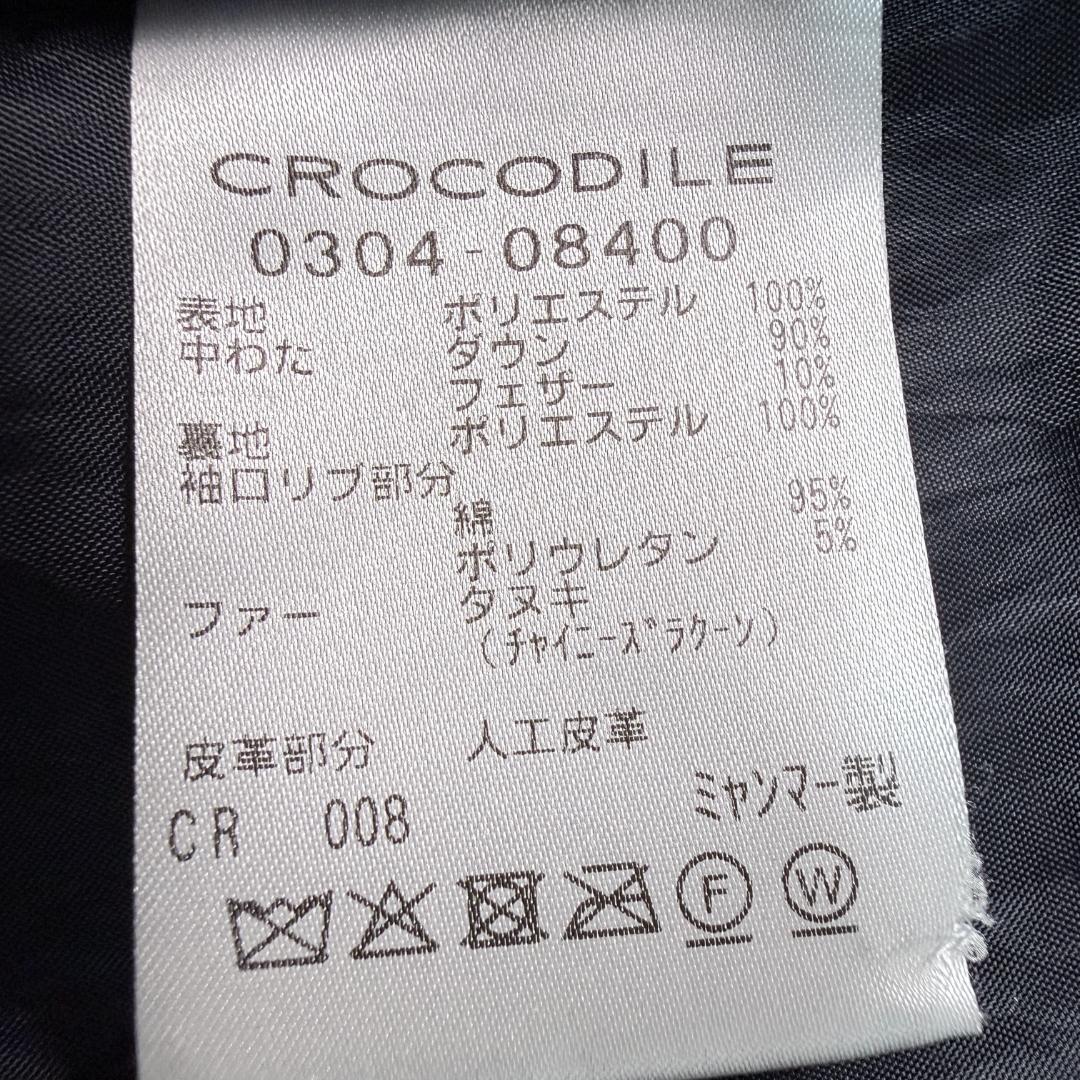 CROCODILE
0304-08400
表地 ポリエステル 100%
中わた ダウン 90%
フェザー 10%
裏地 ポリエステル 100%
袖口リブ部分
綿 95%
ポリウレタン 5%
ファー タヌキ
(チャイニーズラクーン)
皮革部分 人工皮革
CR 008 ミャンマー製
F W